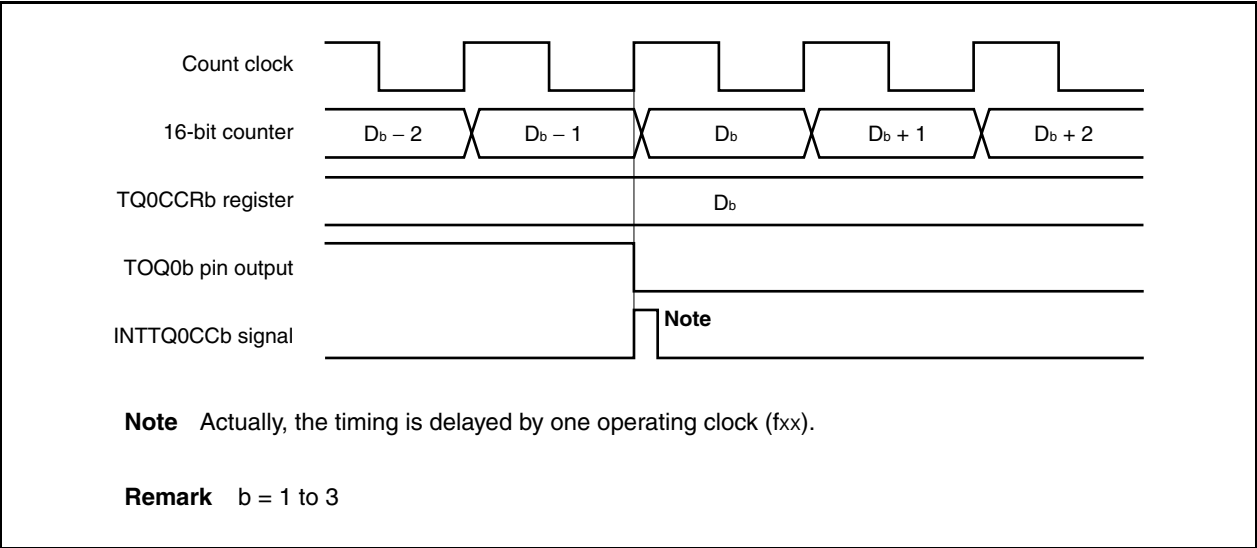 Count clock
16-bit counter
Db − 2 Db − 1 Db Db + 1 Db + 2
TQ0CCRb register
Db
TOQ0b pin output
INTTQ0CCb signal
Note
Note Actually, the timing is delayed by one operating clock (fxx).
Remark b = 1 to 3